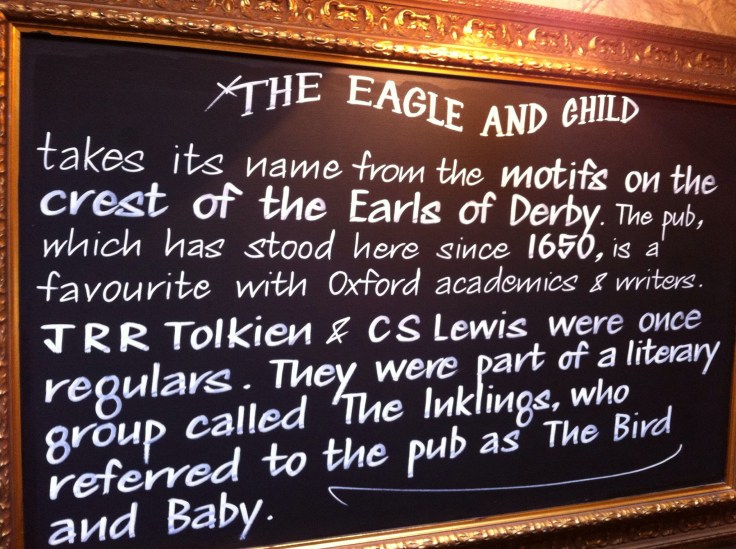 THE EAGLE AND CHILD
takes its name from the motifs on the
crest of the Earls of Derby. The pub,
which has stood here since 1650, is a
favourite with Oxford academics & writers.
JRR Tolkien & CS Lewis were once
regulars. They were part of a literary
group called The Inklings, who
referred to the pub as The Bird
and Baby.